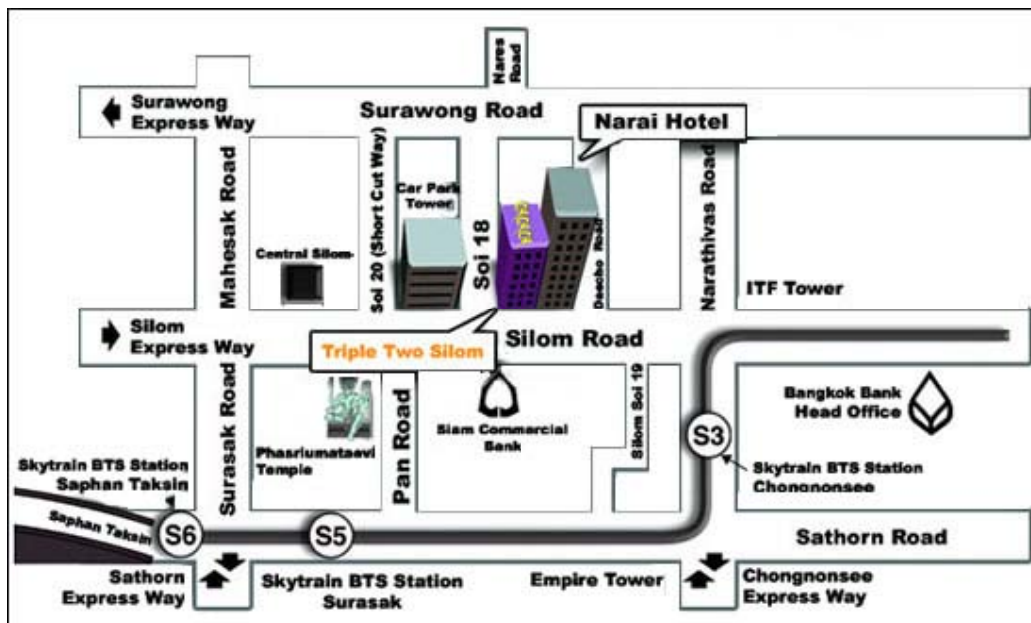 Nares
Road
Surawong
Express Way
Surawong Road
Narai Hotel
Mahesak Road
Soi 20 (Short Cut Way)
Car Park
Tower
Soi 18
Deecho Road
Narathivas Road
Central Silom
ITF Tower
Silom
Express Way
Triple Two Silom
Silom Road
Surasak Road
Phasriumataevi
Temple
Pan Road
Siam Commercial
Bank
Silom Soi 19
S3
Bangkok Bank
Head Office
Skytrain BTS Station
Chongnonsee
Skytrain BTS Station
Saphan Taksin
Saphan Taksin
S6
S5
Sathorn Road
Sathorn
Express Way
Skytrain BTS Station
Surasak
Empire Tower
Chongnonsee
Express Way